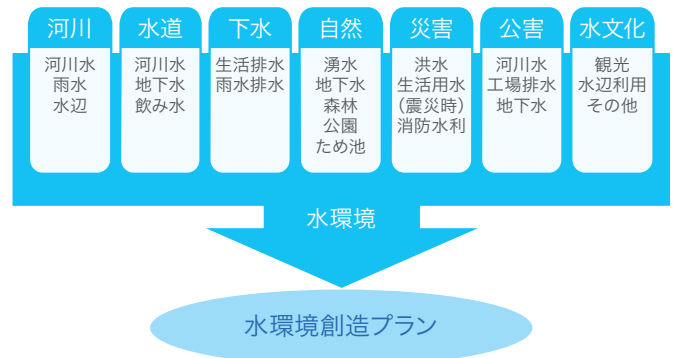 河川
河川水
雨水
水辺
水道
河川水
地下水
飲み水
下水
生活排水
雨水排水
自然
湧水
地下水
森林
公園
ため池
災害
洪水
生活用水
(震災時)
消防水利
公害
河川水
工場排水
地下水
水文化
観光
水辺利用
その他
水環境
水環境創造プラン